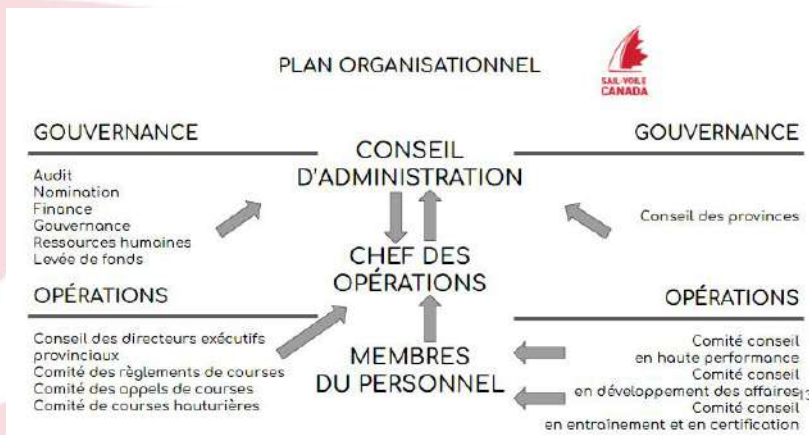 PLAN ORGANISATIONNEL
SAIL-VOILE
CANADA
GOUVERNANCE
Audit
Nomination
Finance
Gouvernance
Ressources humaines
Levée de fonds
OPÉRATIONS
Conseil des directeurs exécutifs
provinciaux
Comité des règlements de courses
Comité des appels de courses
Comité de courses hauturières
CONSEIL
D'ADMINISTRATION
CHEF DES
OPÉRATIONS
MEMBRES
DU PERSONNEL
GOUVERNANCE
Conseil des provinces
OPÉRATIONS
Comité conseil
en haute performance
Comité conseil
en développement des affaires
Comité conseil
en entraînement et en certification
13